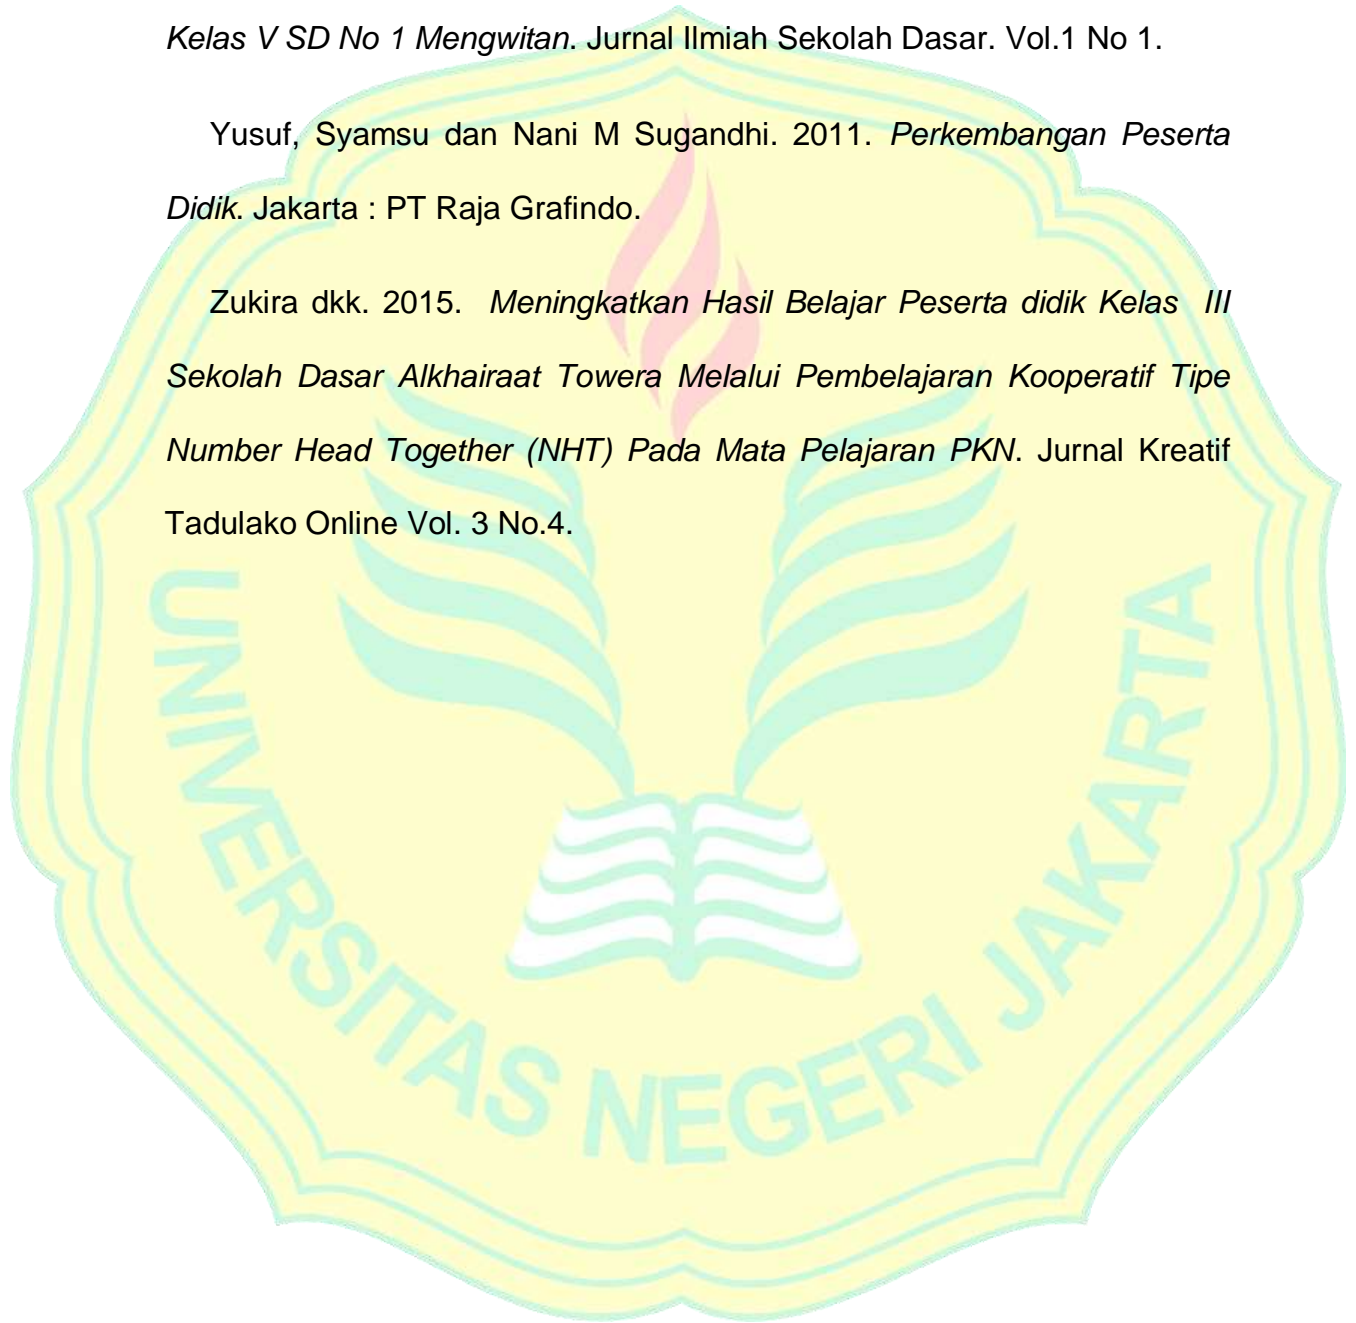 Kelas V SD No 1 Mengwitan. Jurnal Ilmiah Sekolah Dasar. Vol.1 No 1.
Yusuf, Syamsu dan Nani M Sugandhi. 2011. Perkembangan Peserta
Didik. Jakarta : PT Raja Grafindo.
Zukira dkk. 2015. Meningkatkan Hasil Belajar Peserta didik Kelas III
Sekolah Dasar Alkhairaat Towera Melalui Pembelajaran Kooperatif Tipe
Number Head Together (NHT) Pada Mata Pelajaran PKN. Jurnal Kreatif
Tadulako Online Vol. 3 No.4.
UNIVERSITAS NEGERI JAKARTA